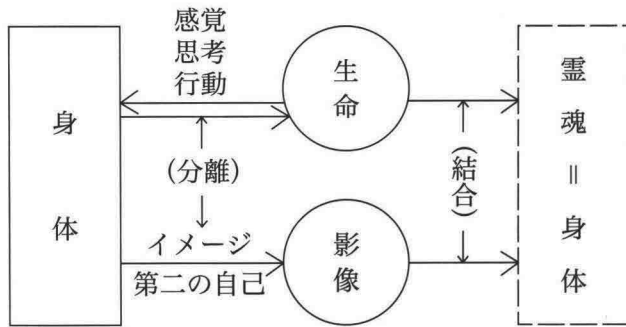 身体
感覚
思考
行動
(分離)
イメージ
第二の自己
生命
影像
(結合)
霊魂=身体